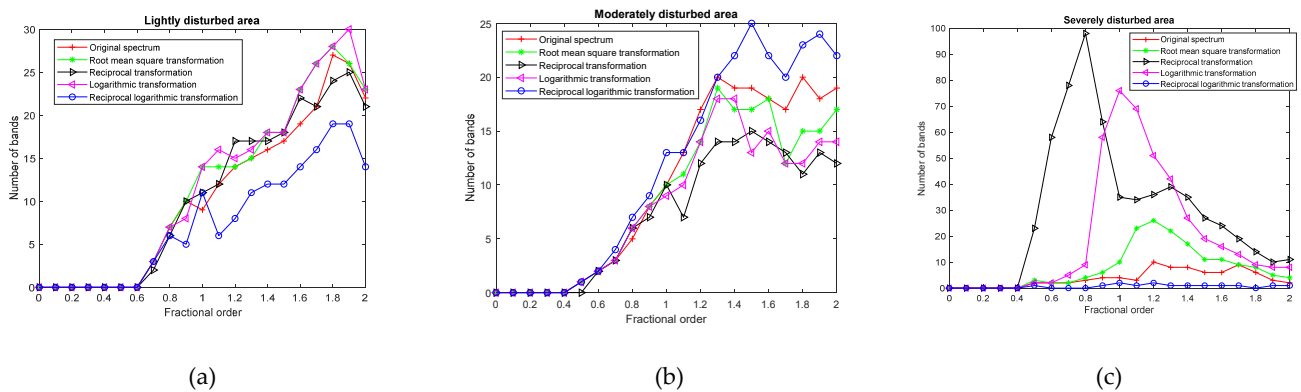 Lightly disturbed area
30
25
20
15
10
5
0
Number of bands
Original spectrum
Root mean square transformation
Reciprocal transformation
Logarithmic transformation
Reciprocal logarithmic transformation
0 0.2 0.4 0.6 0.8 1 1.2 1.4 1.6 1.8 2
Fractional order
(a)
Moderately disturbed area
25
20
15
10
5
0
Number of bands
Original spectrum
Root mean square transformation
Reciprocal transformation
Logarithmic transformation
Reciprocal logarithmic transformation
0 0.2 0.4 0.6 0.8 1 1.2 1.4 1.6 1.8 2
Fractional order
(b)
Severely disturbed area
100
90
80
70
60
50
40
30
20
10
0
Number of bands
Original spectrum
Root mean square transformation
Reciprocal transformation
Logarithmic transformation
Reciprocal logarithmic transformation
0 0.2 0.4 0.6 0.8 1 1.2 1.4 1.6 1.8 2
Fractional order
(c)